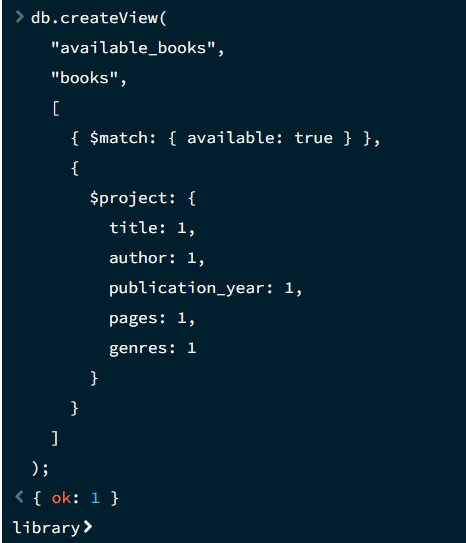 > db.createView(
"available_books",
"books",
[
{ $match: { available: true } },
{
$project: {
title: 1,
author: 1,
publication_year: 1,
pages: 1,
genres: 1
}
}
]
);
< { ok: 1 }
library>